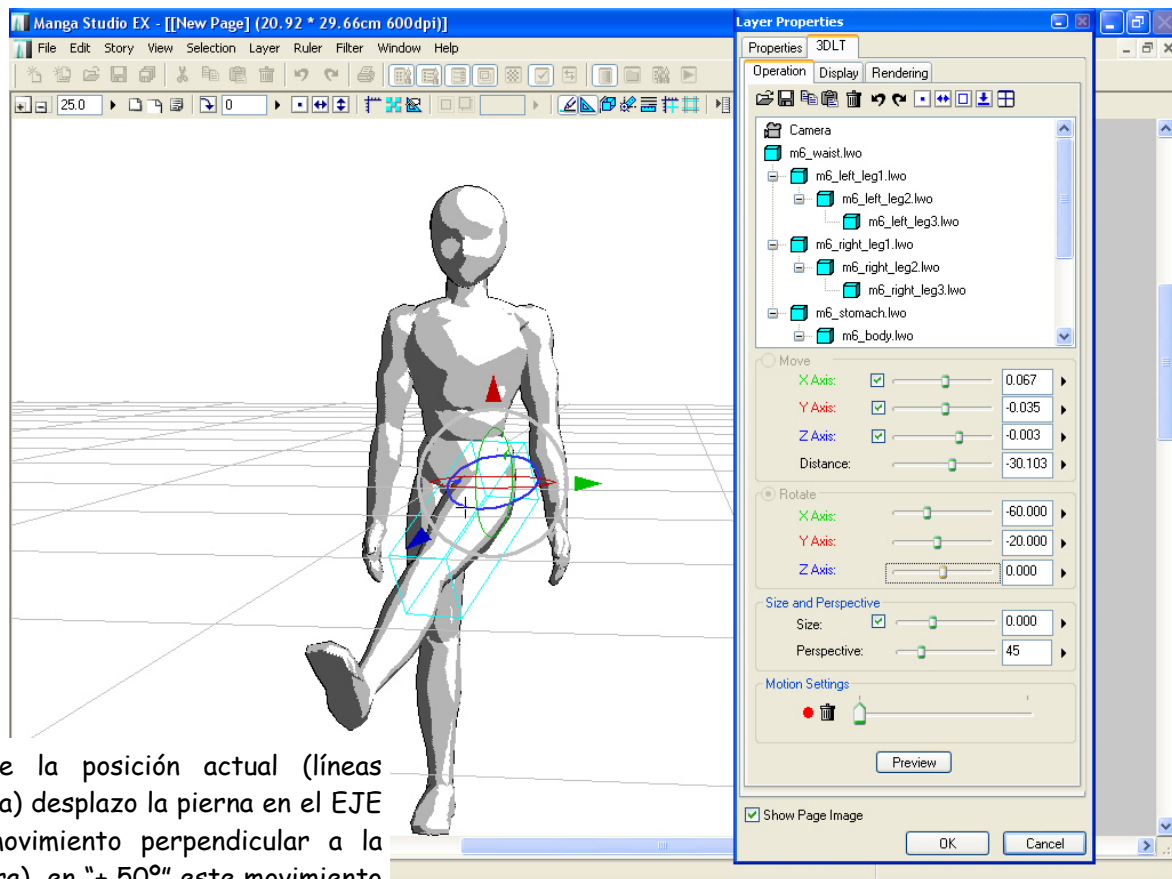 Manga Studio EX - [[New Page] (20.92 * 29.66cm 600dpi)]
File Edit Story View Selection Layer Ruler Filter Window Help
25.0
0
Layer Properties
Properties 3DLT
Operation Display Rendering
Camera
m6_waist.lwo
m6_left_leg1.lwo
m6_left_leg2.lwo
m6_left_leg3.lwo
m6_right_leg1.lwo
m6_right_leg2.lwo
m6_right_leg3.lwo
m6_stomach.lwo
m6_body.lwo
Move
X Axis: 0.067
Y Axis: -0.035
Z Axis: -0.003
Distance: -30.103
Rotate
X Axis: -60.000
Y Axis: -20.000
Z Axis: 0.000
Size and Perspective
Size: 0.000
Perspective: 45
Motion Settings
Preview
Show Page Image
OK Cancel
e la posición actual (líneas
a) desplazo la pierna en el EJE
movimiento perpendicular a la
ra), en “+ 50º” este movimiento